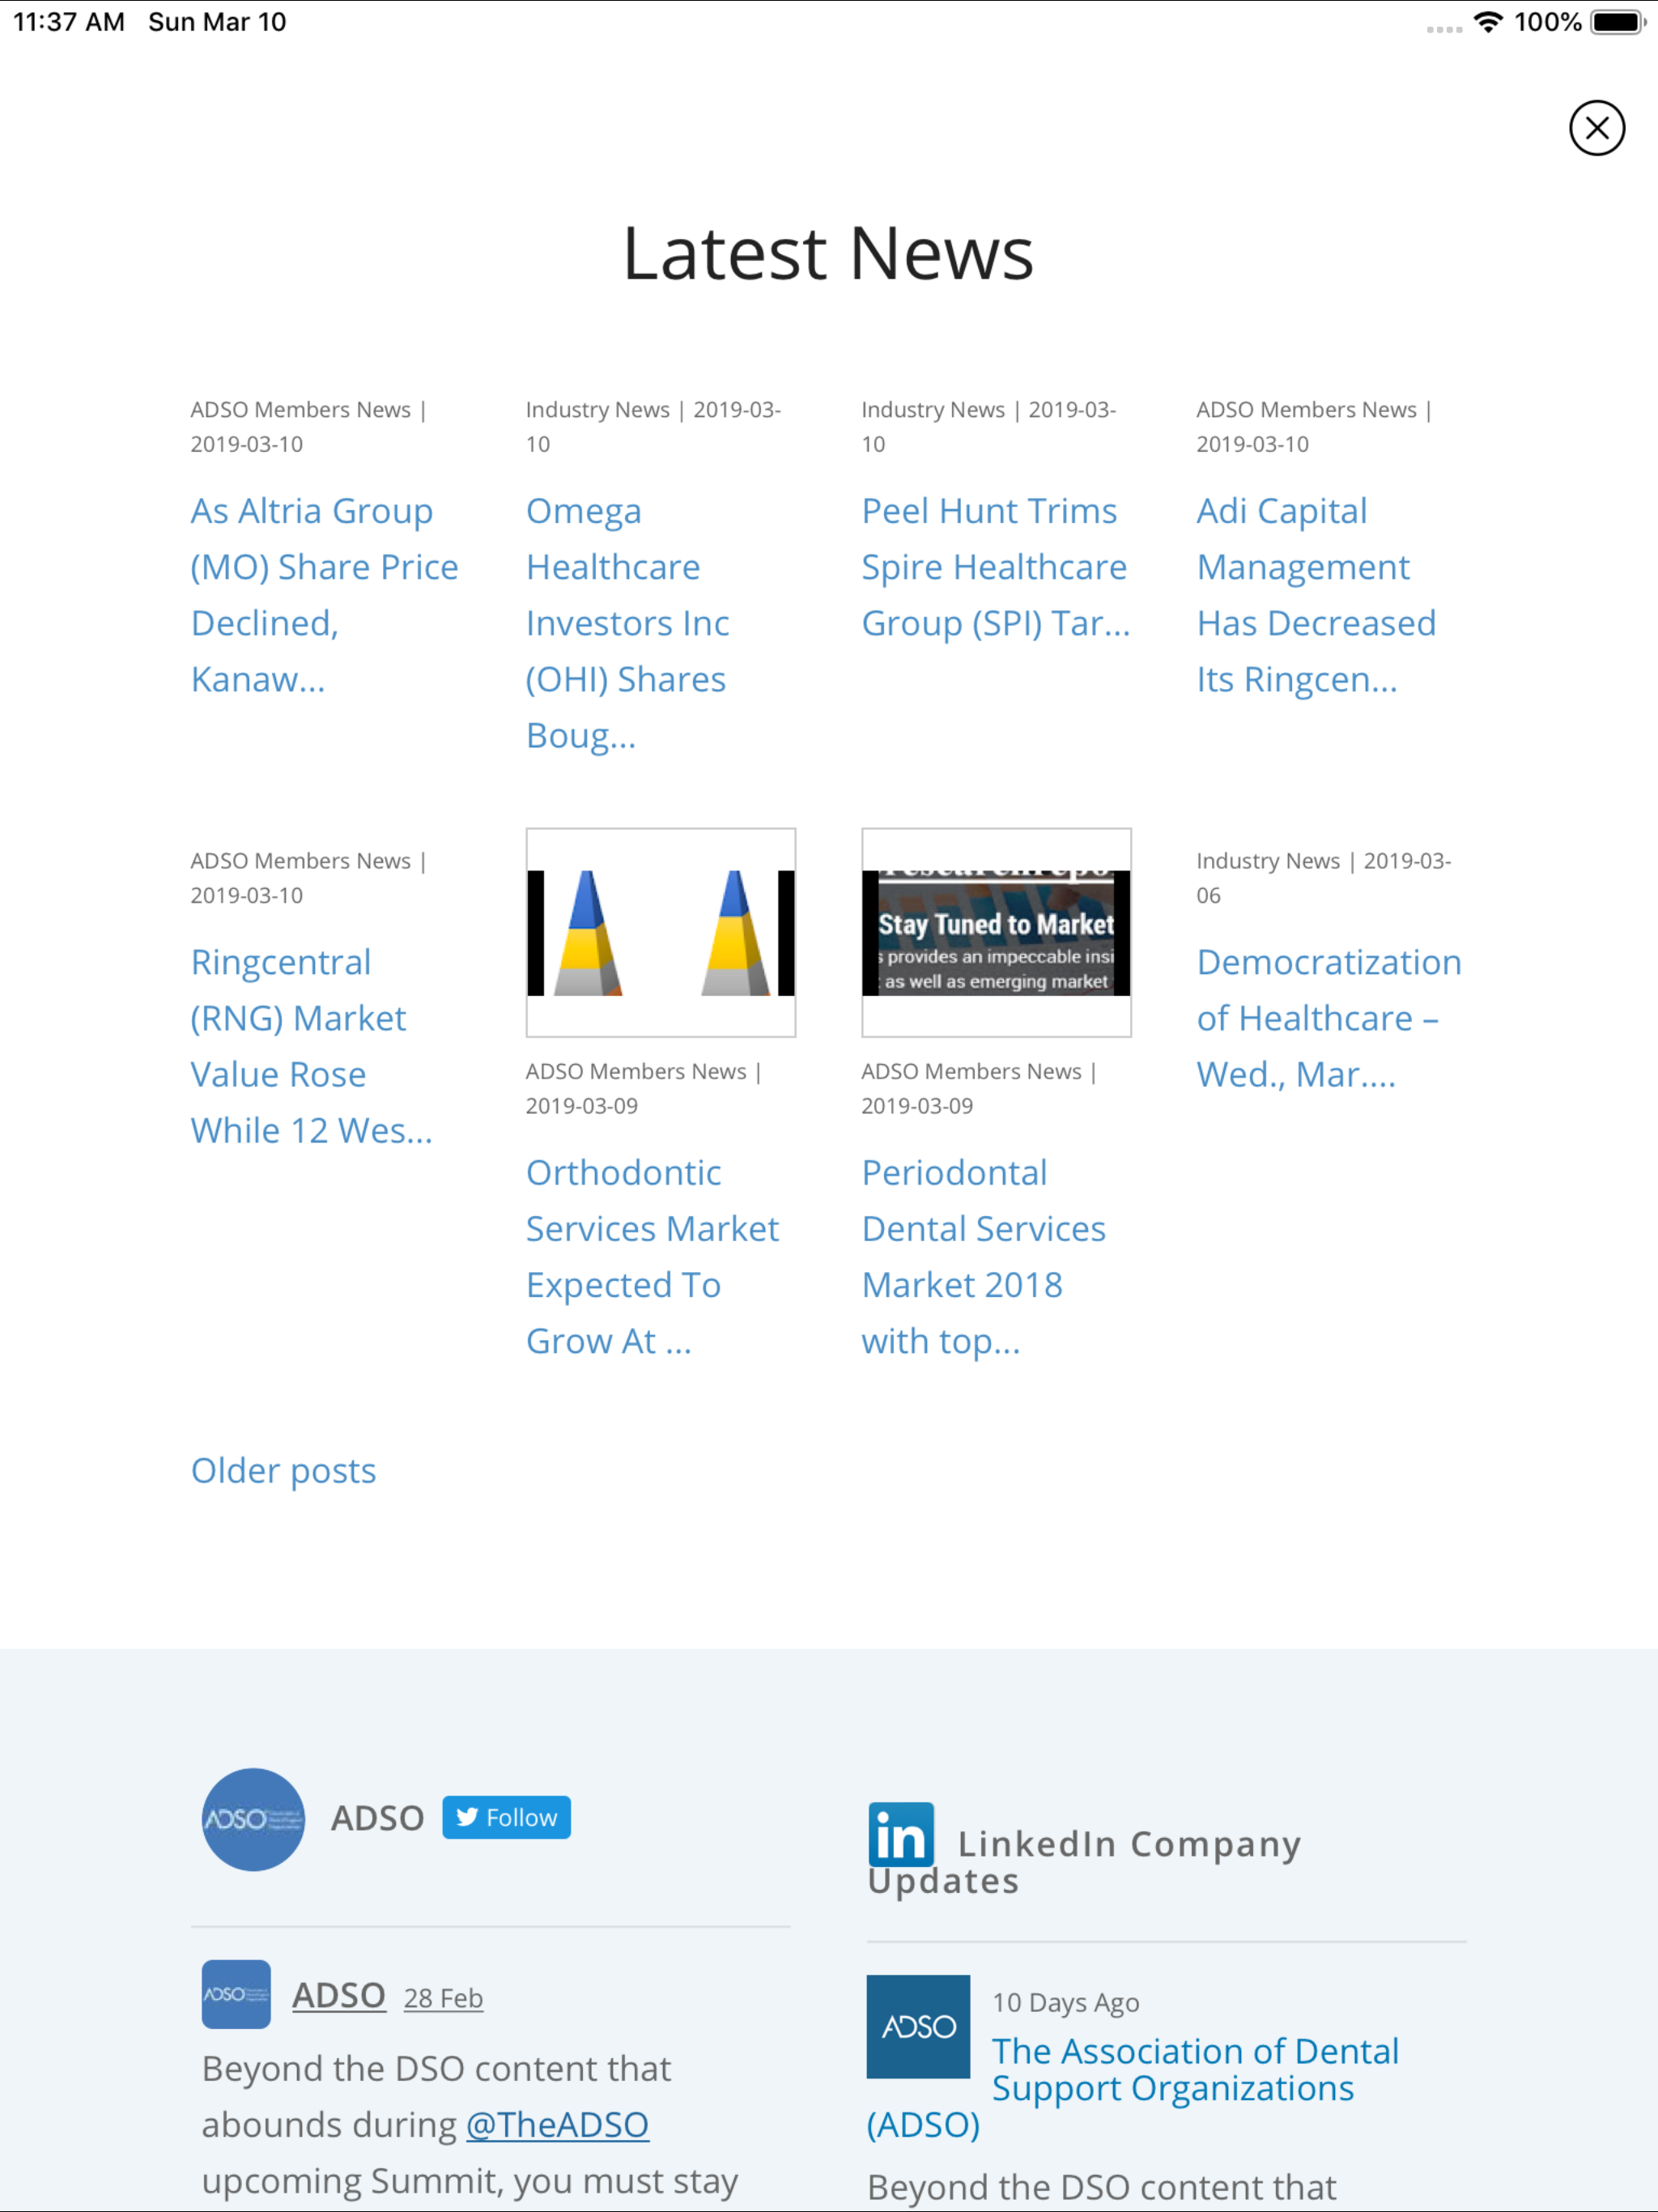 11:37 AM Sun Mar 10
100%
Latest News
ADSO Members News |
2019-03-10
As Altria Group
(MO) Share Price
Declined,
Kanaw...
Industry News | 2019-03-
10
Omega
Healthcare
Investors Inc
(OHI) Shares
Boug...
Industry News | 2019-03-
10
Peel Hunt Trims
Spire Healthcare
Group (SPI) Tar...
ADSO Members News |
2019-03-10
Adi Capital
Management
Has Decreased
Its Ringcen...
ADSO Members News |
2019-03-10
Ringcentral
(RNG) Market
Value Rose
While 12 Wes...
ADSO Members News |
2019-03-09
Orthodontic
Services Market
Expected To
Grow At ...
Stay Tuned to Market
s provides an impeccable insi
as well as emerging market
ADSO Members News |
2019-03-09
Periodontal
Dental Services
Market 2018
with top...
Industry News | 2019-03-
06
Democratization
of Healthcare –
Wed., Mar....
Older posts
ADSO
ADSO Follow
ADSO
ADSO 28 Feb
Beyond the DSO content that
abounds during @TheADSO
upcoming Summit, you must stay
in LinkedIn Company
Updates
ADSO
10 Days Ago
The Association of Dental
Support Organizations
(ADSO)
Beyond the DSO content that